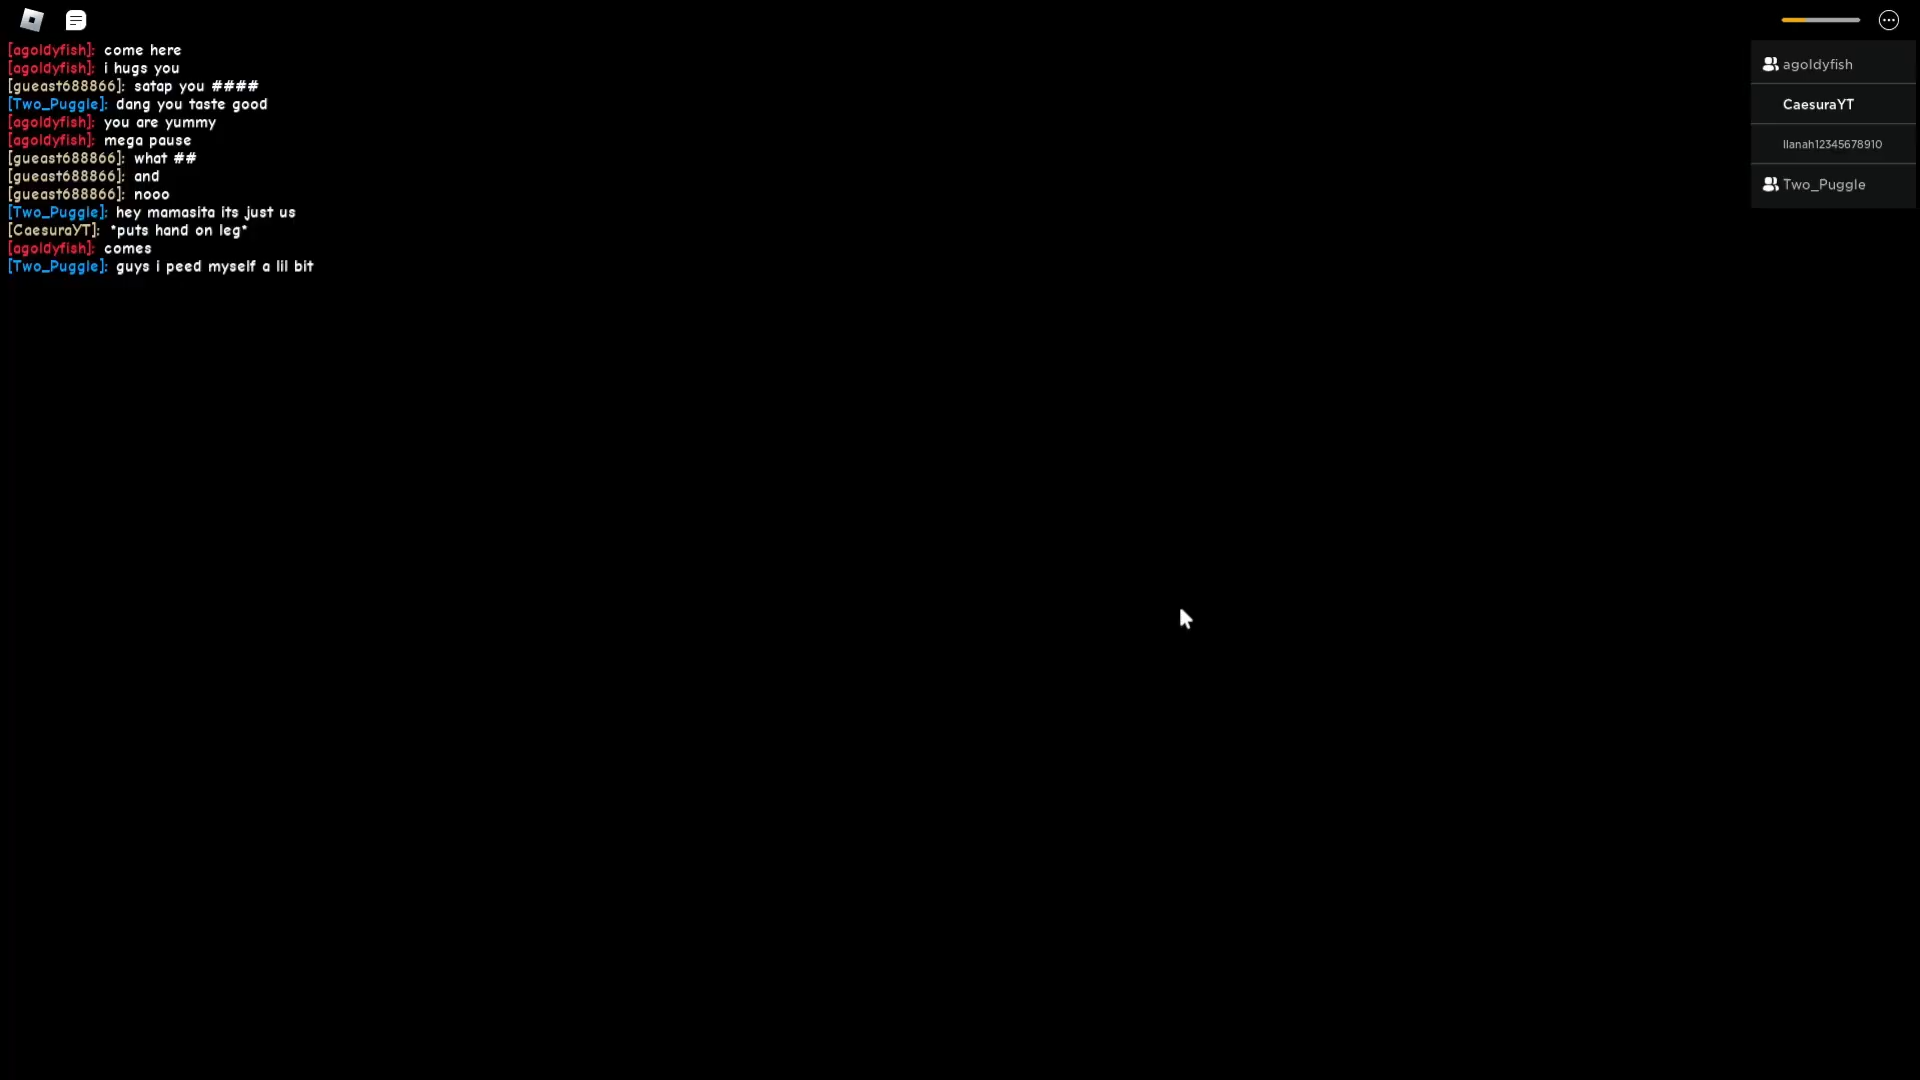 [agoldyfish]: come here
[agoldyfish]: i hugs you
[gueast688866]: satap you ####
[Two_Puggle]: dang you taste good
[agoldyfish]: you are yummy
[agoldyfish]: mega pause
[gueast688866]: what ##
[gueast688866]: and
[gueast688866]: nooo
[Two_Puggle]: hey mamasita its just us
[CaesuraYT]: *puts hand on leg*
[agoldyfish]: comes
[Two_Puggle]: guys i peed myself a lil bit
agoldyfish
CaesuraYT
llanah12345678910
Two_Puggle